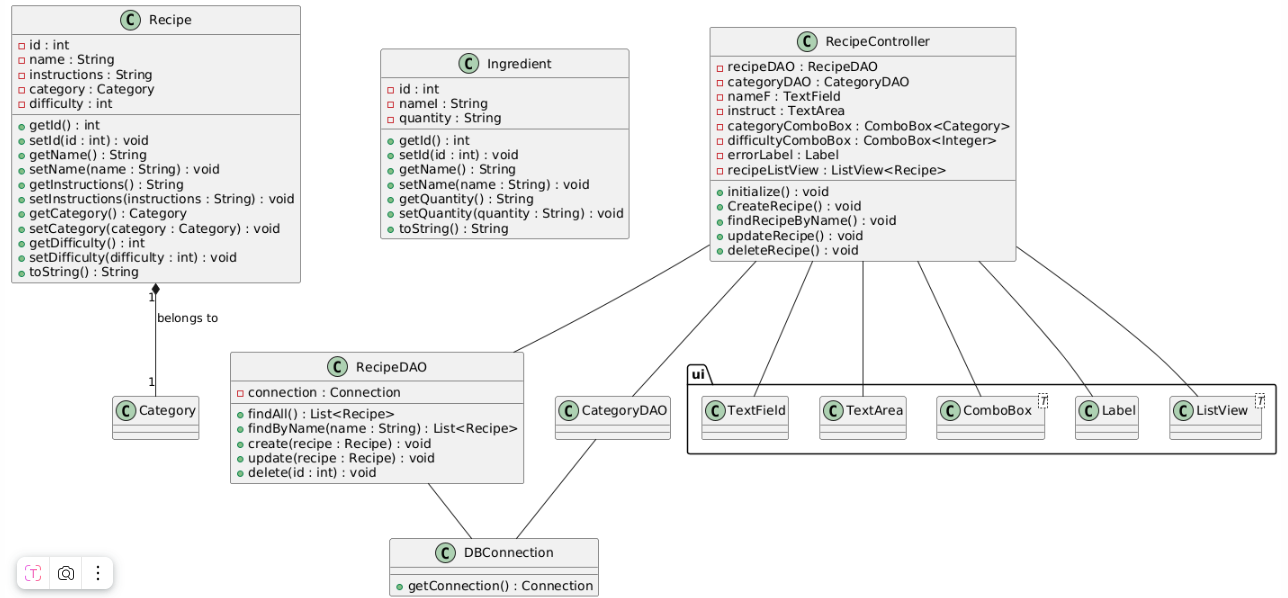 C Recipe
id : int
name : String
instructions : String
category : Category
difficulty : int
getId() : int
setId(id : int) : void
getName() : String
setName(name : String) : void
getInstructions() : String
setInstructions(instructions : String) : void
getCategory() : Category
setCategory(category : Category) : void
getDifficulty() : int
setDifficulty(difficulty : int) : void
toString() : String
C Ingredient
id : int
nameI : String
quantity : String
getId() : int
setId(id : int) : void
getName() : String
setName(name : String) : void
getQuantity() : String
setQuantity(quantity : String) : void
toString() : String
C RecipeController
recipeDAO : RecipeDAO
categoryDAO : CategoryDAO
nameF : TextField
instruct : TextArea
categoryComboBox : ComboBox<Category>
difficultyComboBox : ComboBox<Integer>
errorLabel : Label
recipeListView : ListView<Recipe>
initialize() : void
CreateRecipe() : void
findRecipeByName() : void
updateRecipe() : void
deleteRecipe() : void
1
belongs to
1
C Category
C RecipeDAO
connection : Connection
findAll() : List<Recipe>
findByName(name : String) : List<Recipe>
create(recipe : Recipe) : void
update(recipe : Recipe) : void
delete(id : int) : void
C CategoryDAO
ui
C TextField
C TextArea
C ComboBox T
C Label
C ListView T
C DBConnection
getConnection() : Connection
T